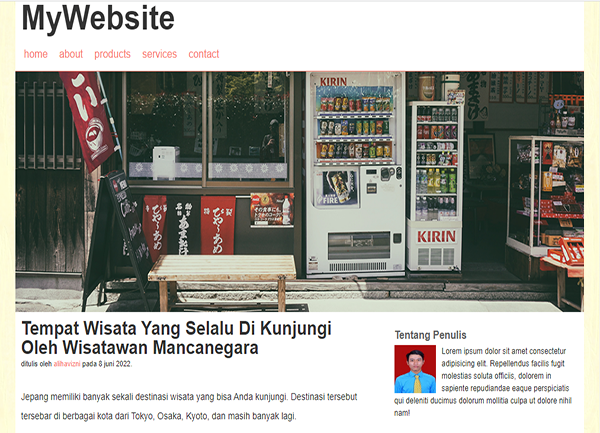 MyWebsite
home about products services contact
KIRIN
FIRE
KIRIN
Tempat Wisata Yang Selalu Di Kunjungi
Oleh Wisatawan Mancanegara
ditulis oleh alihavizni pada 8 juni 2022.
Jepang memiliki banyak sekali destinasi wisata yang bisa Anda kunjungi. Destinasi tersebut
tersebar di berbagai kota dari Tokyo, Osaka, Kyoto, dan masih banyak lagi.
Tentang Penulis
Lorem ipsum dolor sit amet consectetur
adipisicing elit. Repellendus facilis fugit
molestias soluta officiis, dolorem in
sapiente repudiandae eaque perspiciatis
qui deleniti ducimus dolorum mollitia culpa ut dolore nihil
nam!